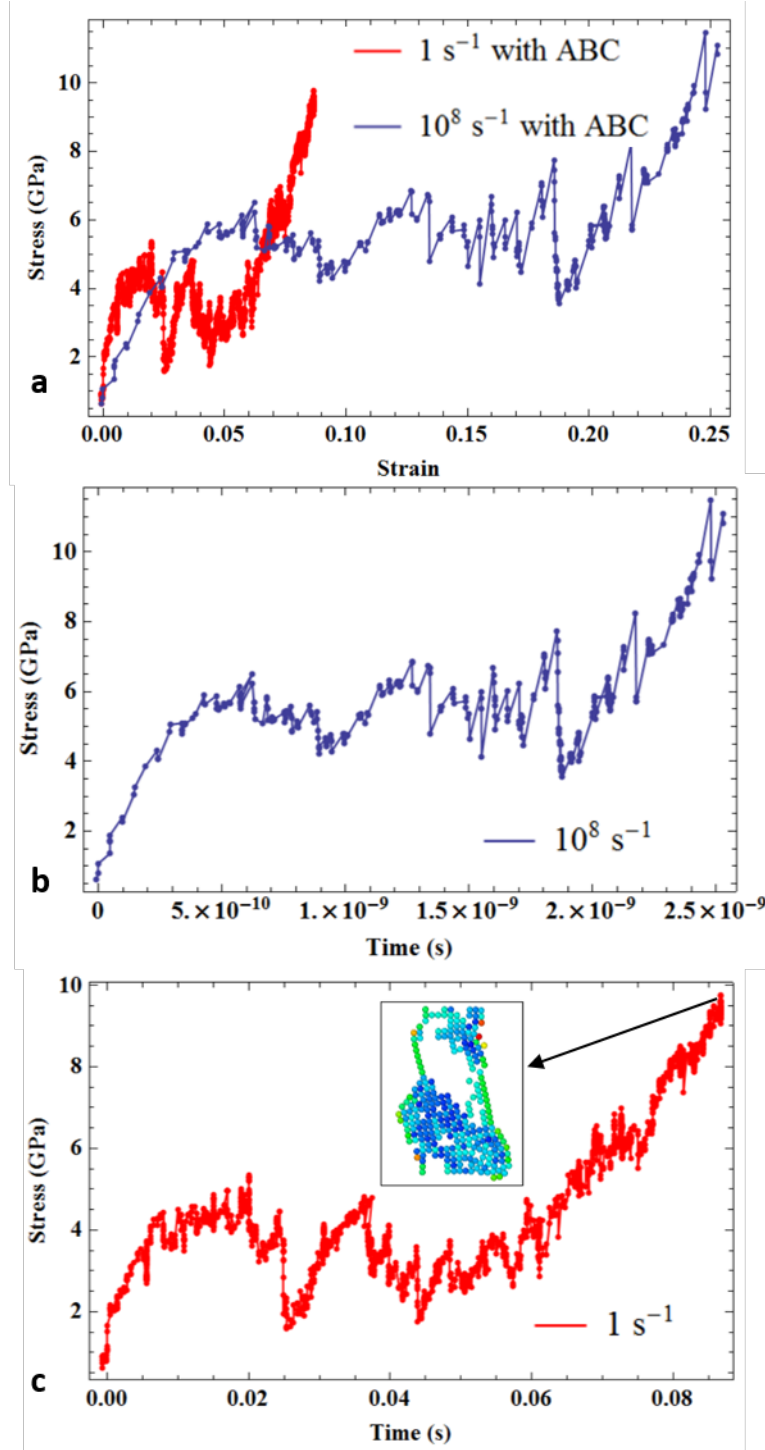 1 s⁻¹ with ABC
10⁸ s⁻¹ with ABC
10
8
6
4
2
Stress (GPa)
a
0.00 0.05 0.10 0.15 0.20 0.25
Strain
10
8
6
4
2
Stress (GPa)
10⁸ s⁻¹
b
0 5.×10⁻¹⁰ 1.×10⁻⁹ 1.5×10⁻⁹ 2.×10⁻⁹ 2.5×10⁻⁹
Time (s)
10
8
6
4
2
Stress (GPa)
1 s⁻¹
c
0.00 0.02 0.04 0.06 0.08
Time (s)